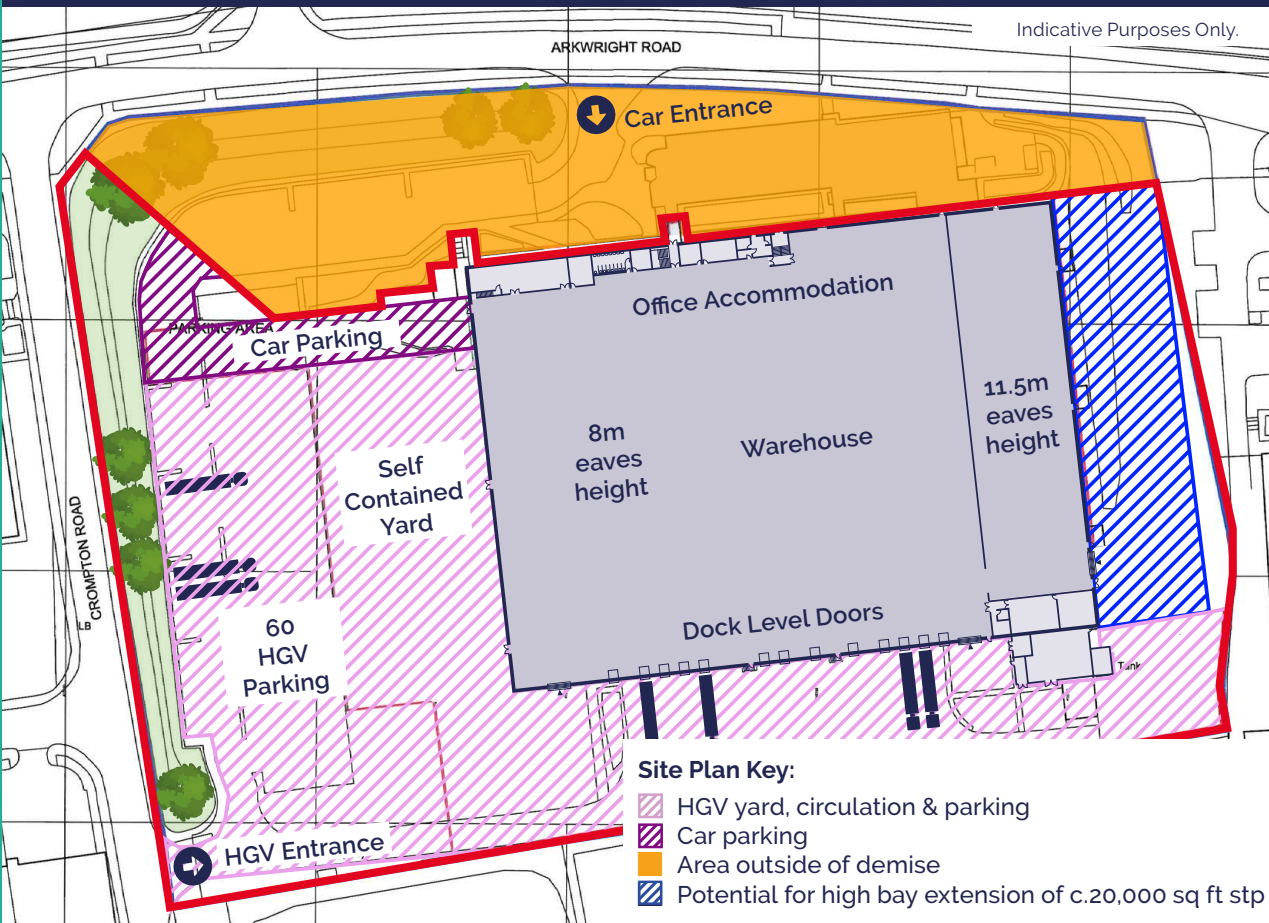 Indicative Purposes Only.
ARKWRIGHT ROAD
Car Entrance
Office Accommodation
PARKING AREA
Car Parking
11.5m
eaves
height
8m
eaves
height
Warehouse
Self
Contained
Yard
CROMPTON ROAD
LB
60
HGV
Parking
Dock Level Doors
Tank
HGV Entrance
Site Plan Key:
HGV yard, circulation & parking
Car parking
Area outside of demise
Potential for high bay extension of c.20,000 sq ft stp